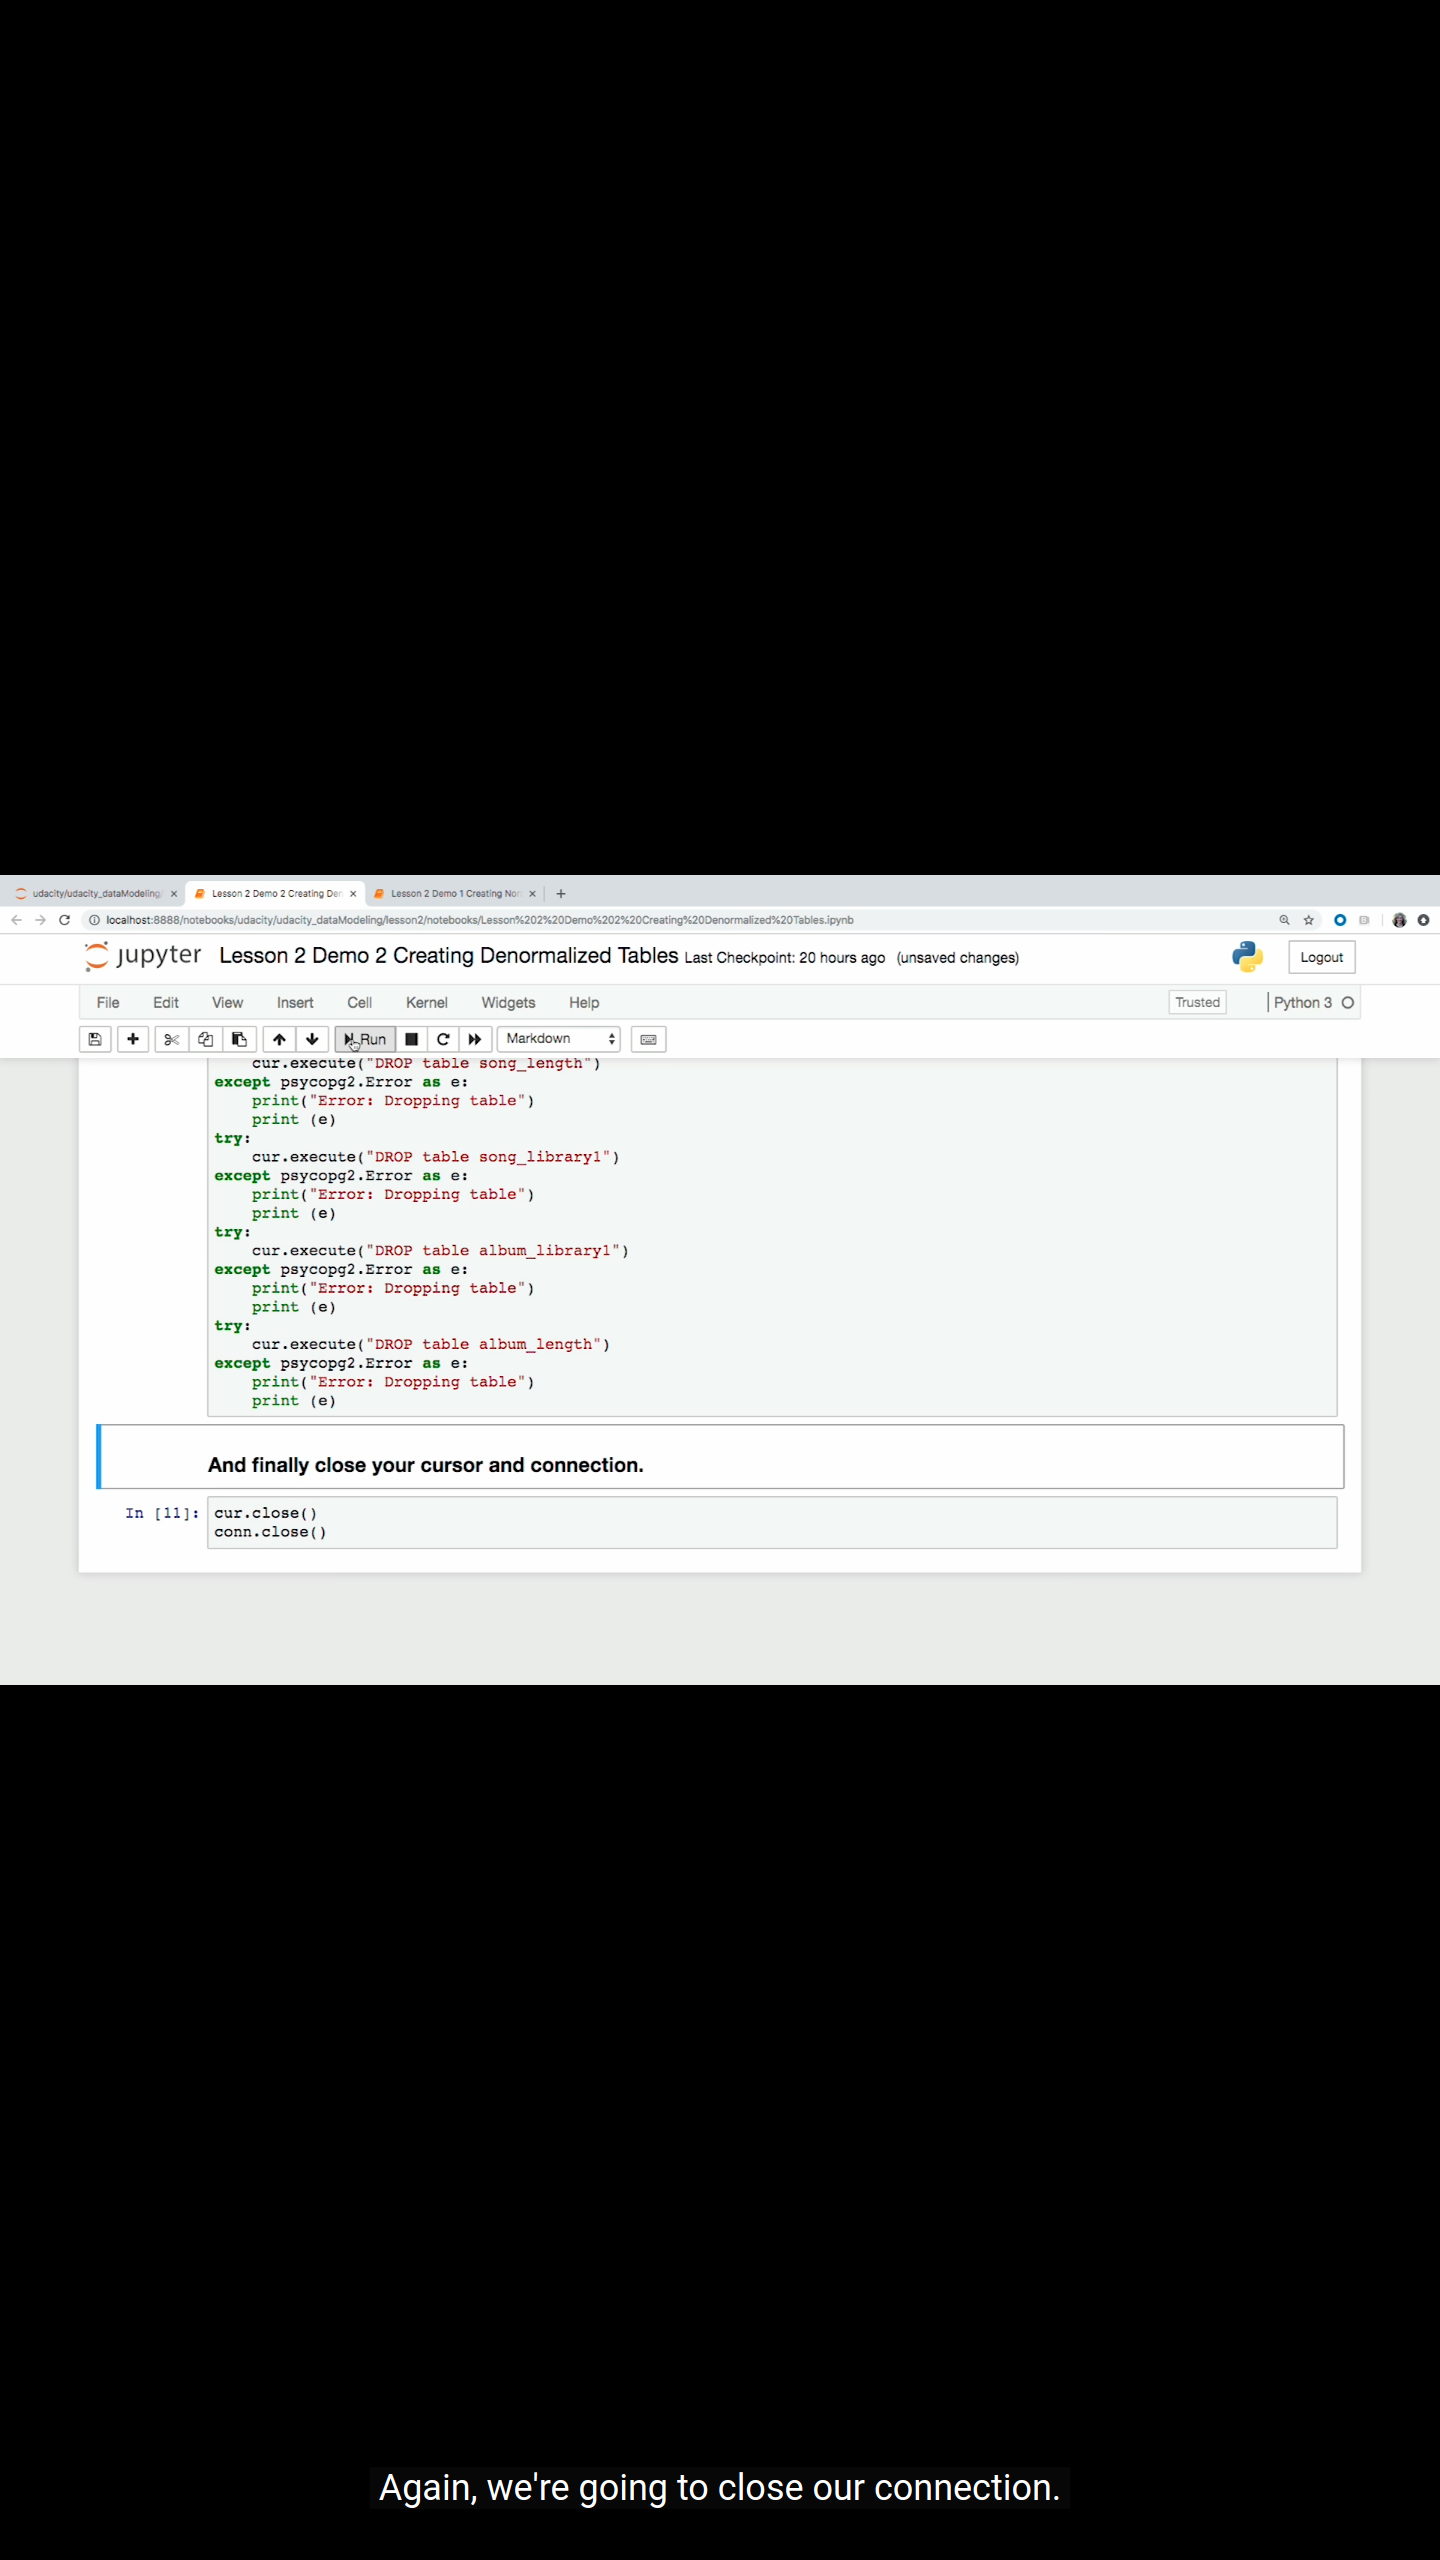 udacity/udacity_dataModeling/
Lesson 2 Demo 2 Creating Den
Lesson 2 Demo 1 Creating Nor
localhost:8888/notebooks/udacity/udacity_dataModeling/lesson2/notebooks/Lesson%202%20Demo%202%20Creating%20Denormalized%20Tables.ipynb
jupyter Lesson 2 Demo 2 Creating Denormalized Tables Last Checkpoint: 20 hours ago (unsaved changes) Logout
File Edit View Insert Cell Kernel Widgets Help Trusted Python 3
Run Markdown
cur.execute("DROP table song_length")
except psycopg2.Error as e:
print("Error: Dropping table")
print (e)
try:
cur.execute("DROP table song_library1")
except psycopg2.Error as e:
print("Error: Dropping table")
print (e)
try:
cur.execute("DROP table album_library1")
except psycopg2.Error as e:
print("Error: Dropping table")
print (e)
try:
cur.execute("DROP table album_length")
except psycopg2.Error as e:
print("Error: Dropping table")
print (e)
And finally close your cursor and connection.
In [11]: cur.close()
conn.close()
Again, we're going to close our connection.